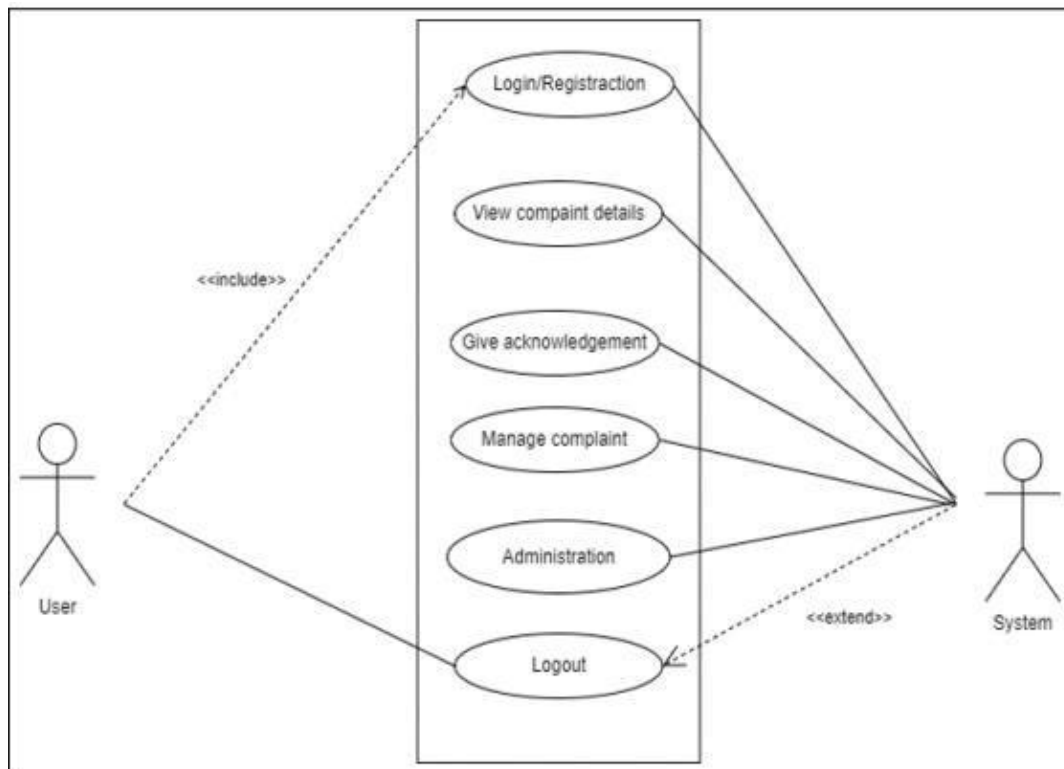 Login/Registraction
View compaint details
<<include>>
Give acknowledgement
Manage complaint
Administration
User
<<extend>>
System
Logout